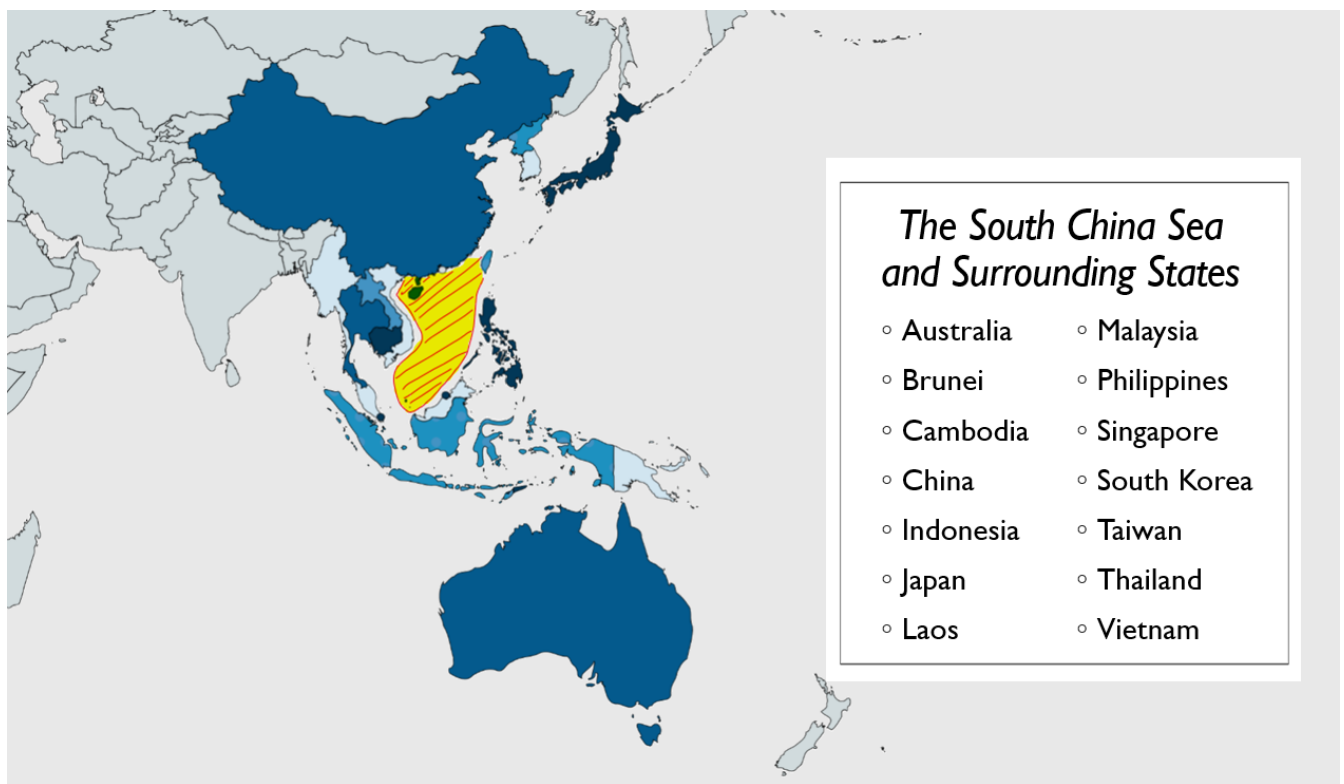 The South China Sea
and Surrounding States
◦ Australia
◦ Brunei
◦ Cambodia
◦ China
◦ Indonesia
◦ Japan
◦ Laos
◦ Malaysia
◦ Philippines
◦ Singapore
◦ South Korea
◦ Taiwan
◦ Thailand
◦ Vietnam